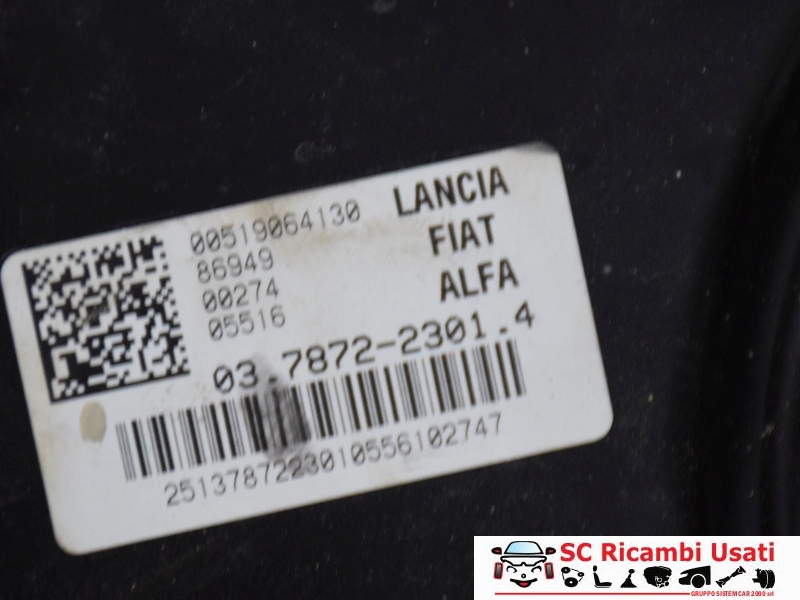 00519064130
86949
00274
05516
LANCIA
FIAT
ALFA
03.7872-2301.4
2513787223010556102747
SC Ricambi Usati
GRUPPO SISTEMCAR 2000 srl